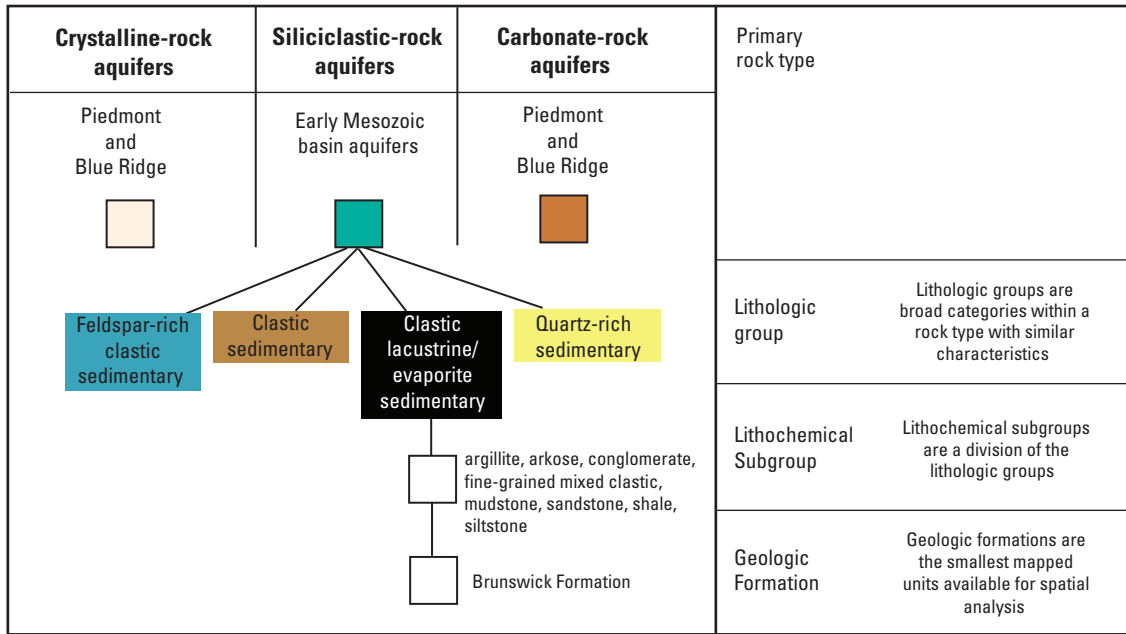 Crystalline-rock
aquifers
Siliciclastic-rock
aquifers
Carbonate-rock
aquifers
Primary
rock type
Piedmont
and
Blue Ridge
Early Mesozoic
basin aquifers
Piedmont
and
Blue Ridge
Feldspar-rich
clastic
sedimentary
Clastic
sedimentary
Clastic
lacustrine/
evaporite
sedimentary
Quartz-rich
sedimentary
Lithologic
group
Lithologic groups are
broad categories within a
rock type with similar
characteristics
argillite, arkose, conglomerate,
fine-grained mixed clastic,
mudstone, sandstone, shale,
siltstone
Lithochemical
Subgroup
Lithochemical subgroups
are a division of the
lithologic groups
Brunswick Formation
Geologic
Formation
Geologic formations are
the smallest mapped
units available for spatial
analysis